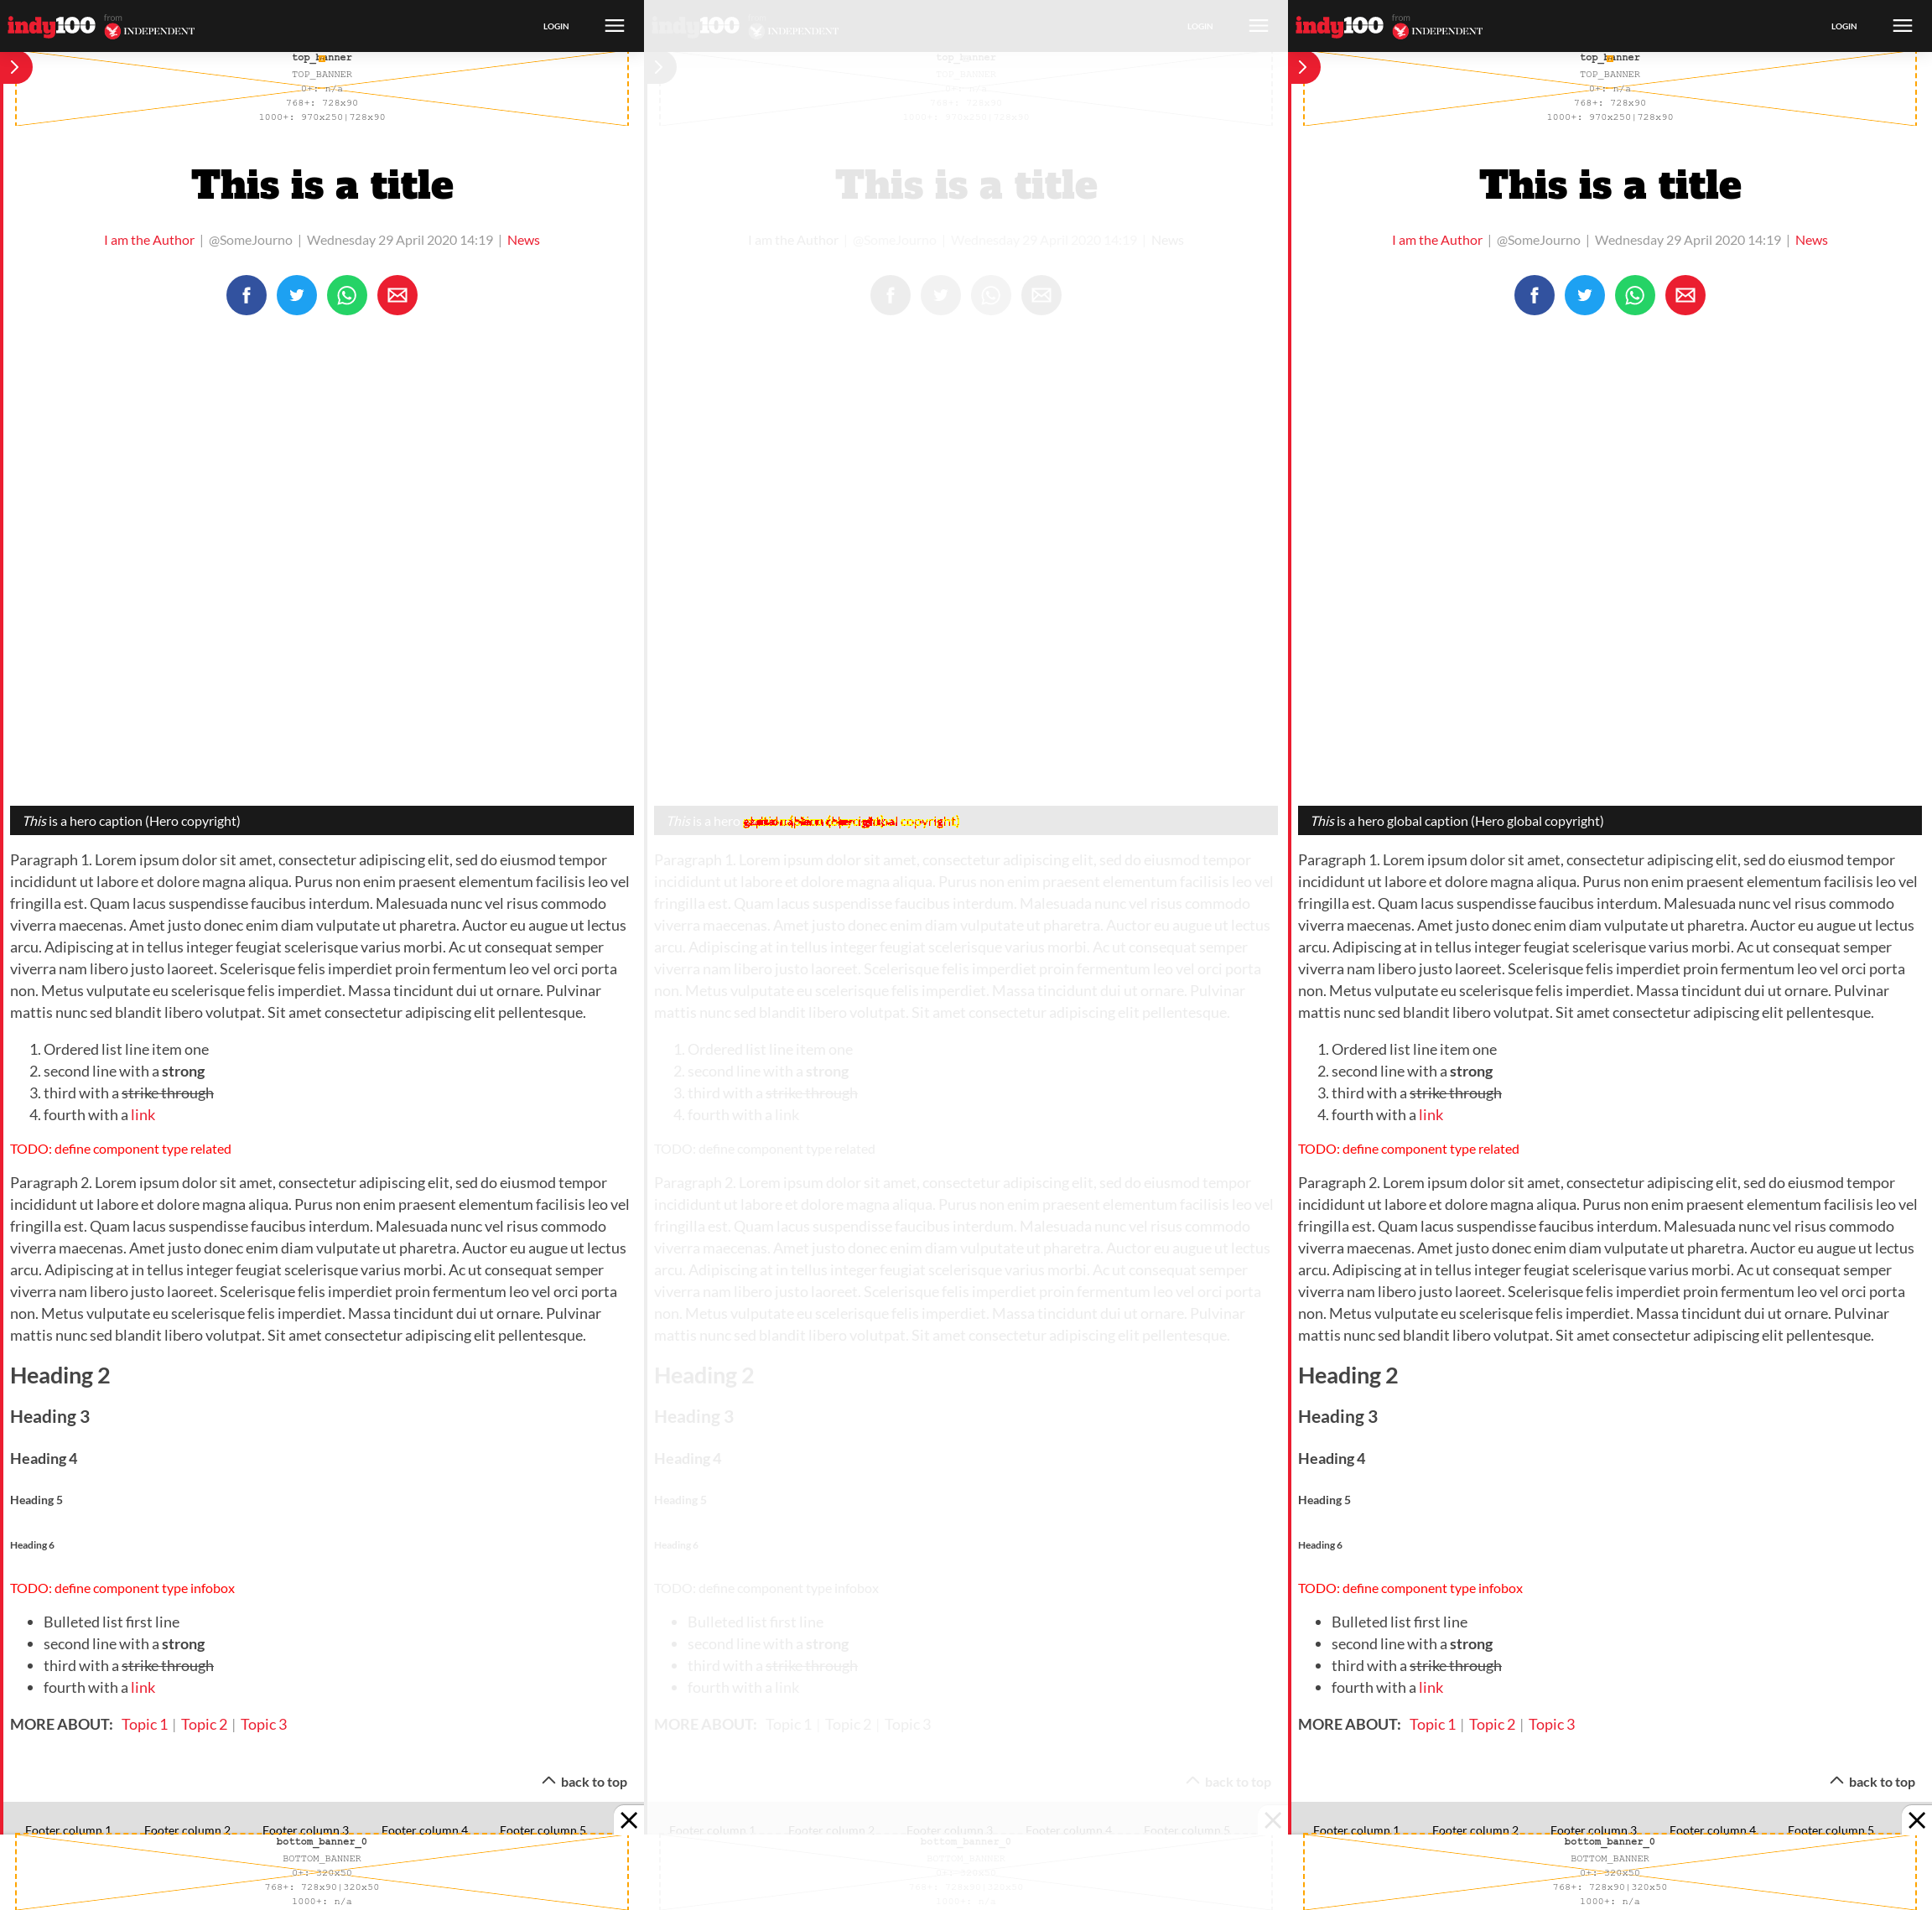 indy100 from INDEPENDENT LOGIN
top_banner
TOP_BANNER
0+: n/a
768+: 728x90
1000+: 970x250|728x90
This is a title
I am the Author | @SomeJourno | Wednesday 29 April 2020 14:19 | News
This is a hero caption (Hero copyright)
Paragraph 1. Lorem ipsum dolor sit amet, consectetur adipiscing elit, sed do eiusmod tempor
incididunt ut labore et dolore magna aliqua. Purus non enim praesent elementum facilisis leo vel
fringilla est. Quam lacus suspendisse faucibus interdum. Malesuada nunc vel risus commodo
viverra maecenas. Amet justo donec enim diam vulputate ut pharetra. Auctor eu augue ut lectus
arcu. Adipiscing at in tellus integer feugiat scelerisque varius morbi. Ac ut consequat semper
viverra nam libero justo laoreet. Scelerisque felis imperdiet proin fermentum leo vel orci porta
non. Metus vulputate eu scelerisque felis imperdiet. Massa tincidunt dui ut ornare. Pulvinar
mattis nunc sed blandit libero volutpat. Sit amet consectetur adipiscing elit pellentesque.
1. Ordered list line item one
2. second line with a strong
3. third with a strike through
4. fourth with a link
TODO: define component type related
Paragraph 2. Lorem ipsum dolor sit amet, consectetur adipiscing elit, sed do eiusmod tempor
incididunt ut labore et dolore magna aliqua. Purus non enim praesent elementum facilisis leo vel
fringilla est. Quam lacus suspendisse faucibus interdum. Malesuada nunc vel risus commodo
viverra maecenas. Amet justo donec enim diam vulputate ut pharetra. Auctor eu augue ut lectus
arcu. Adipiscing at in tellus integer feugiat scelerisque varius morbi. Ac ut consequat semper
viverra nam libero justo laoreet. Scelerisque felis imperdiet proin fermentum leo vel orci porta
non. Metus vulputate eu scelerisque felis imperdiet. Massa tincidunt dui ut ornare. Pulvinar
mattis nunc sed blandit libero volutpat. Sit amet consectetur adipiscing elit pellentesque.
Heading 2
Heading 3
Heading 4
Heading 5
Heading 6
TODO: define component type infobox
• Bulleted list first line
• second line with a strong
• third with a strike through
• fourth with a link
MORE ABOUT: Topic 1 | Topic 2 | Topic 3
back to top
Footer column 1 Footer column 2 Footer column 3 Footer column 4 Footer column 5
bottom_banner_0
BOTTOM_BANNER
0+: 320x50
768+: 728x90|320x50
1000+: n/a
indy100 INDEPENDENT LOGIN
top_banner
TOP_BANNER
0+: n/a
768+: 728x90
1000+: 970x250|728x90
This is a title
I am the Author | @SomeJourno | Wednesday 29 April 2020 14:19 | News
This is a hero
Paragraph 1. Lorem ipsum dolor sit amet, consectetur adipiscing elit, sed do eiusmod tempor
incididunt ut labore et dolore magna aliqua. Purus non enim praesent elementum facilisis leo vel
fringilla est. Quam lacus suspendisse faucibus interdum. Malesuada nunc vel risus commodo
viverra maecenas. Amet justo donec enim diam vulputate ut pharetra. Auctor eu augue ut lectus
arcu. Adipiscing at in tellus integer feugiat scelerisque varius morbi. Ac ut consequat semper
viverra nam libero justo laoreet. Scelerisque felis imperdiet proin fermentum leo vel orci porta
non. Metus vulputate eu scelerisque felis imperdiet. Massa tincidunt dui ut ornare. Pulvinar
mattis nunc sed blandit libero volutpat. Sit amet consectetur adipiscing elit pellentesque.
1. Ordered list line item one
2. second line with a strong
3. third with a strike through
4. fourth with a link
TODO: define component type related
Paragraph 2. Lorem ipsum dolor sit amet, consectetur adipiscing elit, sed do eiusmod tempor
incididunt ut labore et dolore magna aliqua. Purus non enim praesent elementum facilisis leo vel
fringilla est. Quam lacus suspendisse faucibus interdum. Malesuada nunc vel risus commodo
viverra maecenas. Amet justo donec enim diam vulputate ut pharetra. Auctor eu augue ut lectus
arcu. Adipiscing at in tellus integer feugiat scelerisque varius morbi. Ac ut consequat semper
viverra nam libero justo laoreet. Scelerisque felis imperdiet proin fermentum leo vel orci porta
non. Metus vulputate eu scelerisque felis imperdiet. Massa tincidunt dui ut ornare. Pulvinar
mattis nunc sed blandit libero volutpat. Sit amet consectetur adipiscing elit pellentesque.
Heading 2
Heading 3
Heading 4
Heading 5
Heading 6
TODO: define component type infobox
• Bulleted list first line
• second line with a strong
• third with a strike through
• fourth with a link
MORE ABOUT: Topic 1 | Topic 2 | Topic 3
back to top
Footer column 1 Footer column 2 Footer column 3 Footer column 4 Footer column 5
bottom_banner_0
BOTTOM_BANNER
0+: 320x50
768+: 728x90|320x50
1000+: n/a
indy100 from INDEPENDENT LOGIN
top_banner
TOP_BANNER
0+: n/a
768+: 728x90
1000+: 970x250|728x90
This is a title
I am the Author | @SomeJourno | Wednesday 29 April 2020 14:19 | News
This is a hero global caption (Hero global copyright)
Paragraph 1. Lorem ipsum dolor sit amet, consectetur adipiscing elit, sed do eiusmod tempor
incididunt ut labore et dolore magna aliqua. Purus non enim praesent elementum facilisis leo vel
fringilla est. Quam lacus suspendisse faucibus interdum. Malesuada nunc vel risus commodo
viverra maecenas. Amet justo donec enim diam vulputate ut pharetra. Auctor eu augue ut lectus
arcu. Adipiscing at in tellus integer feugiat scelerisque varius morbi. Ac ut consequat semper
viverra nam libero justo laoreet. Scelerisque felis imperdiet proin fermentum leo vel orci porta
non. Metus vulputate eu scelerisque felis imperdiet. Massa tincidunt dui ut ornare. Pulvinar
mattis nunc sed blandit libero volutpat. Sit amet consectetur adipiscing elit pellentesque.
1. Ordered list line item one
2. second line with a strong
3. third with a strike through
4. fourth with a link
TODO: define component type related
Paragraph 2. Lorem ipsum dolor sit amet, consectetur adipiscing elit, sed do eiusmod tempor
incididunt ut labore et dolore magna aliqua. Purus non enim praesent elementum facilisis leo vel
fringilla est. Quam lacus suspendisse faucibus interdum. Malesuada nunc vel risus commodo
viverra maecenas. Amet justo donec enim diam vulputate ut pharetra. Auctor eu augue ut lectus
arcu. Adipiscing at in tellus integer feugiat scelerisque varius morbi. Ac ut consequat semper
viverra nam libero justo laoreet. Scelerisque felis imperdiet proin fermentum leo vel orci porta
non. Metus vulputate eu scelerisque felis imperdiet. Massa tincidunt dui ut ornare. Pulvinar
mattis nunc sed blandit libero volutpat. Sit amet consectetur adipiscing elit pellentesque.
Heading 2
Heading 3
Heading 4
Heading 5
Heading 6
TODO: define component type infobox
• Bulleted list first line
• second line with a strong
• third with a strike through
• fourth with a link
MORE ABOUT: Topic 1 | Topic 2 | Topic 3
back to top
Footer column 1 Footer column 2 Footer column 3 Footer column 4 Footer column 5
bottom_banner_0
BOTTOM_BANNER
0+: 320x50
768+: 728x90|320x50
1000+: n/a